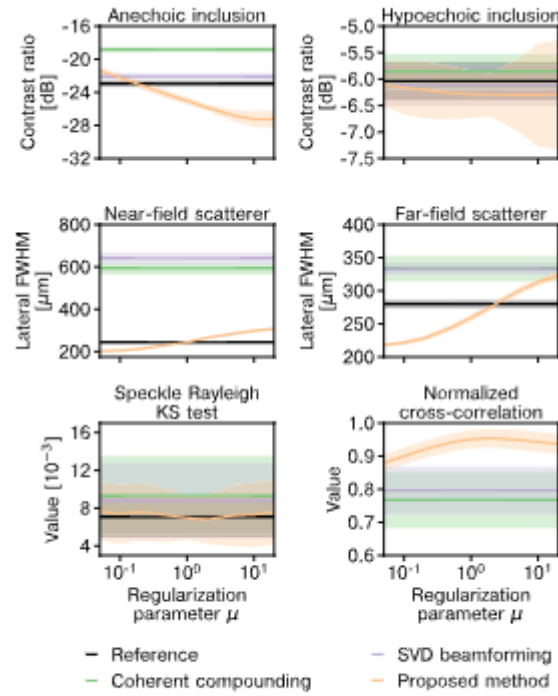 Anechoic inclusion
Hypoechoic inclusion
Contrast ratio
[dB]
-16
-20
-24
-28
-32
Contrast ratio
[dB]
-5.0
-5.5
-6.0
-6.5
-7.0
-7.5
Near-field scatterer
Far-field scatterer
Lateral FWHM
[μm]
800
600
400
200
Lateral FWHM
[μm]
400
350
300
250
200
Speckle Rayleigh
KS test
Normalized
cross-correlation
Value [10⁻³]
16
12
8
4
Value
1.0
0.9
0.8
0.7
0.6
10⁻¹ 10⁰ 10¹
10⁻¹ 10⁰ 10¹
Regularization
parameter μ
Regularization
parameter μ
Reference
SVD beamforming
Coherent compounding
Proposed method